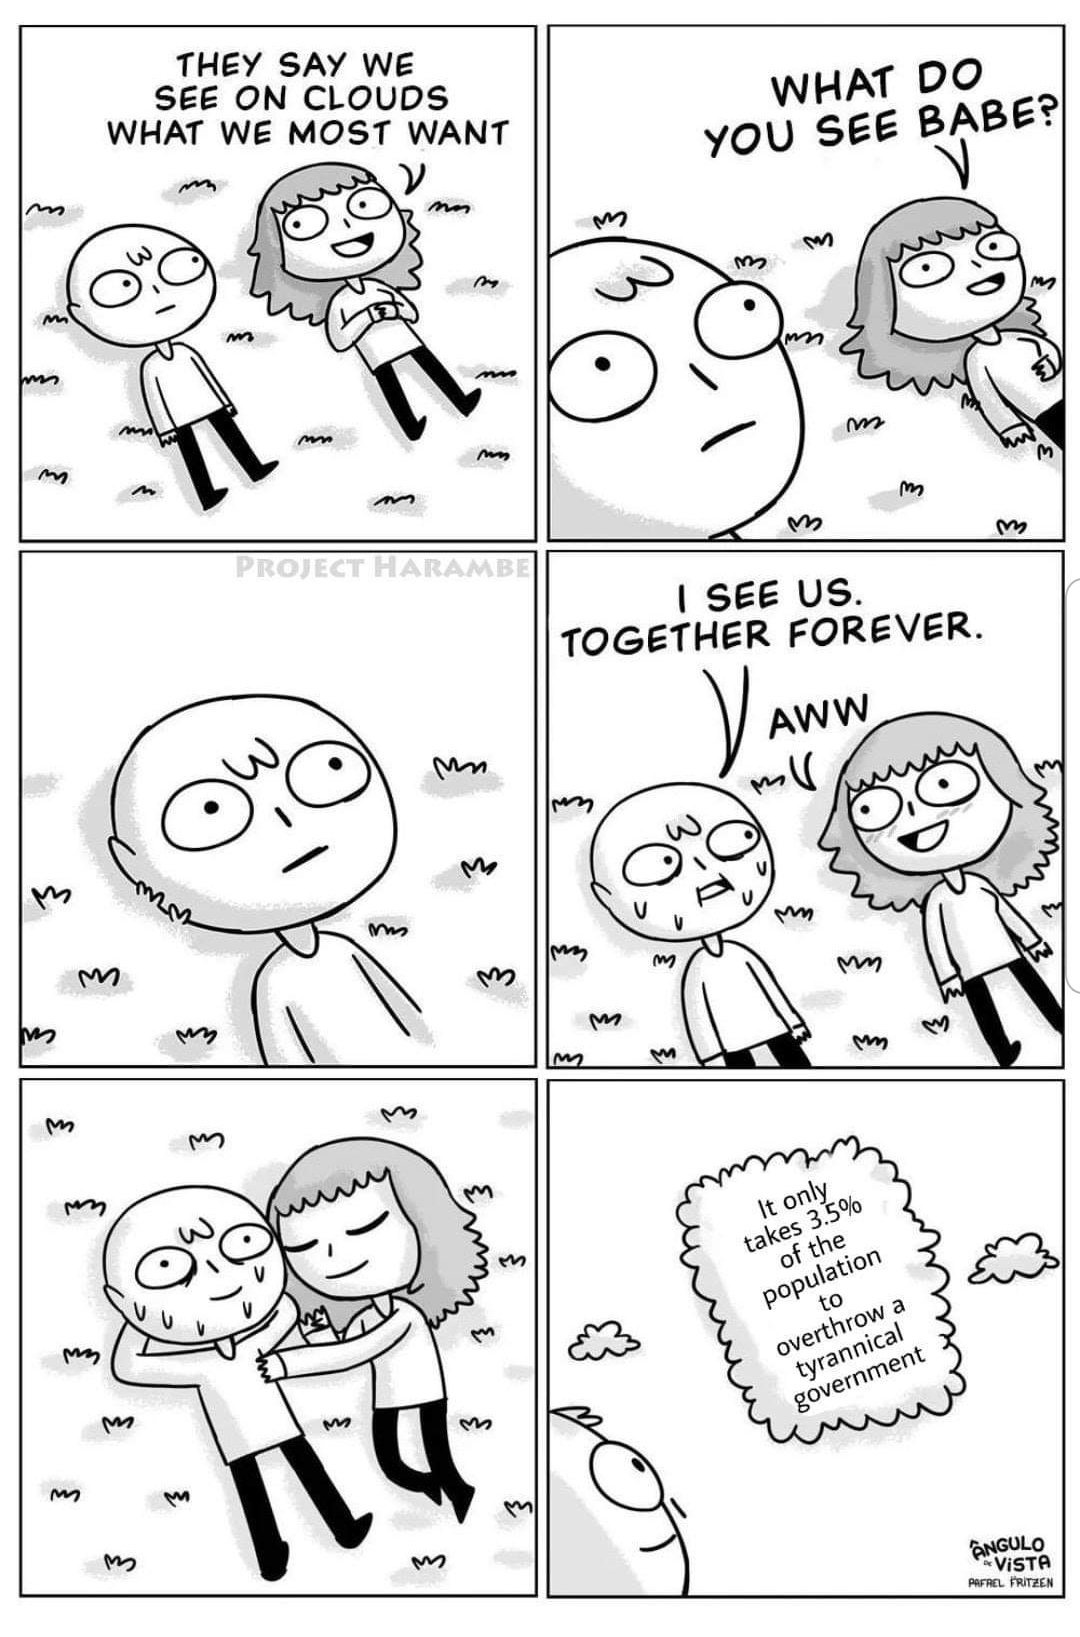 THEY SAY WE
SEE ON CLOUDS
WHAT WE MOST WANT
WHAT DO
YOU SEE BABE?
PROJECT HARAMBE
I SEE US.
TOGETHER FOREVER.
AWW
It only
takes 3.5%
of the
population
to
overthrow a
tyrannical
government
ÂNGULO
DE VISTA
RAFAEL FRITZEN